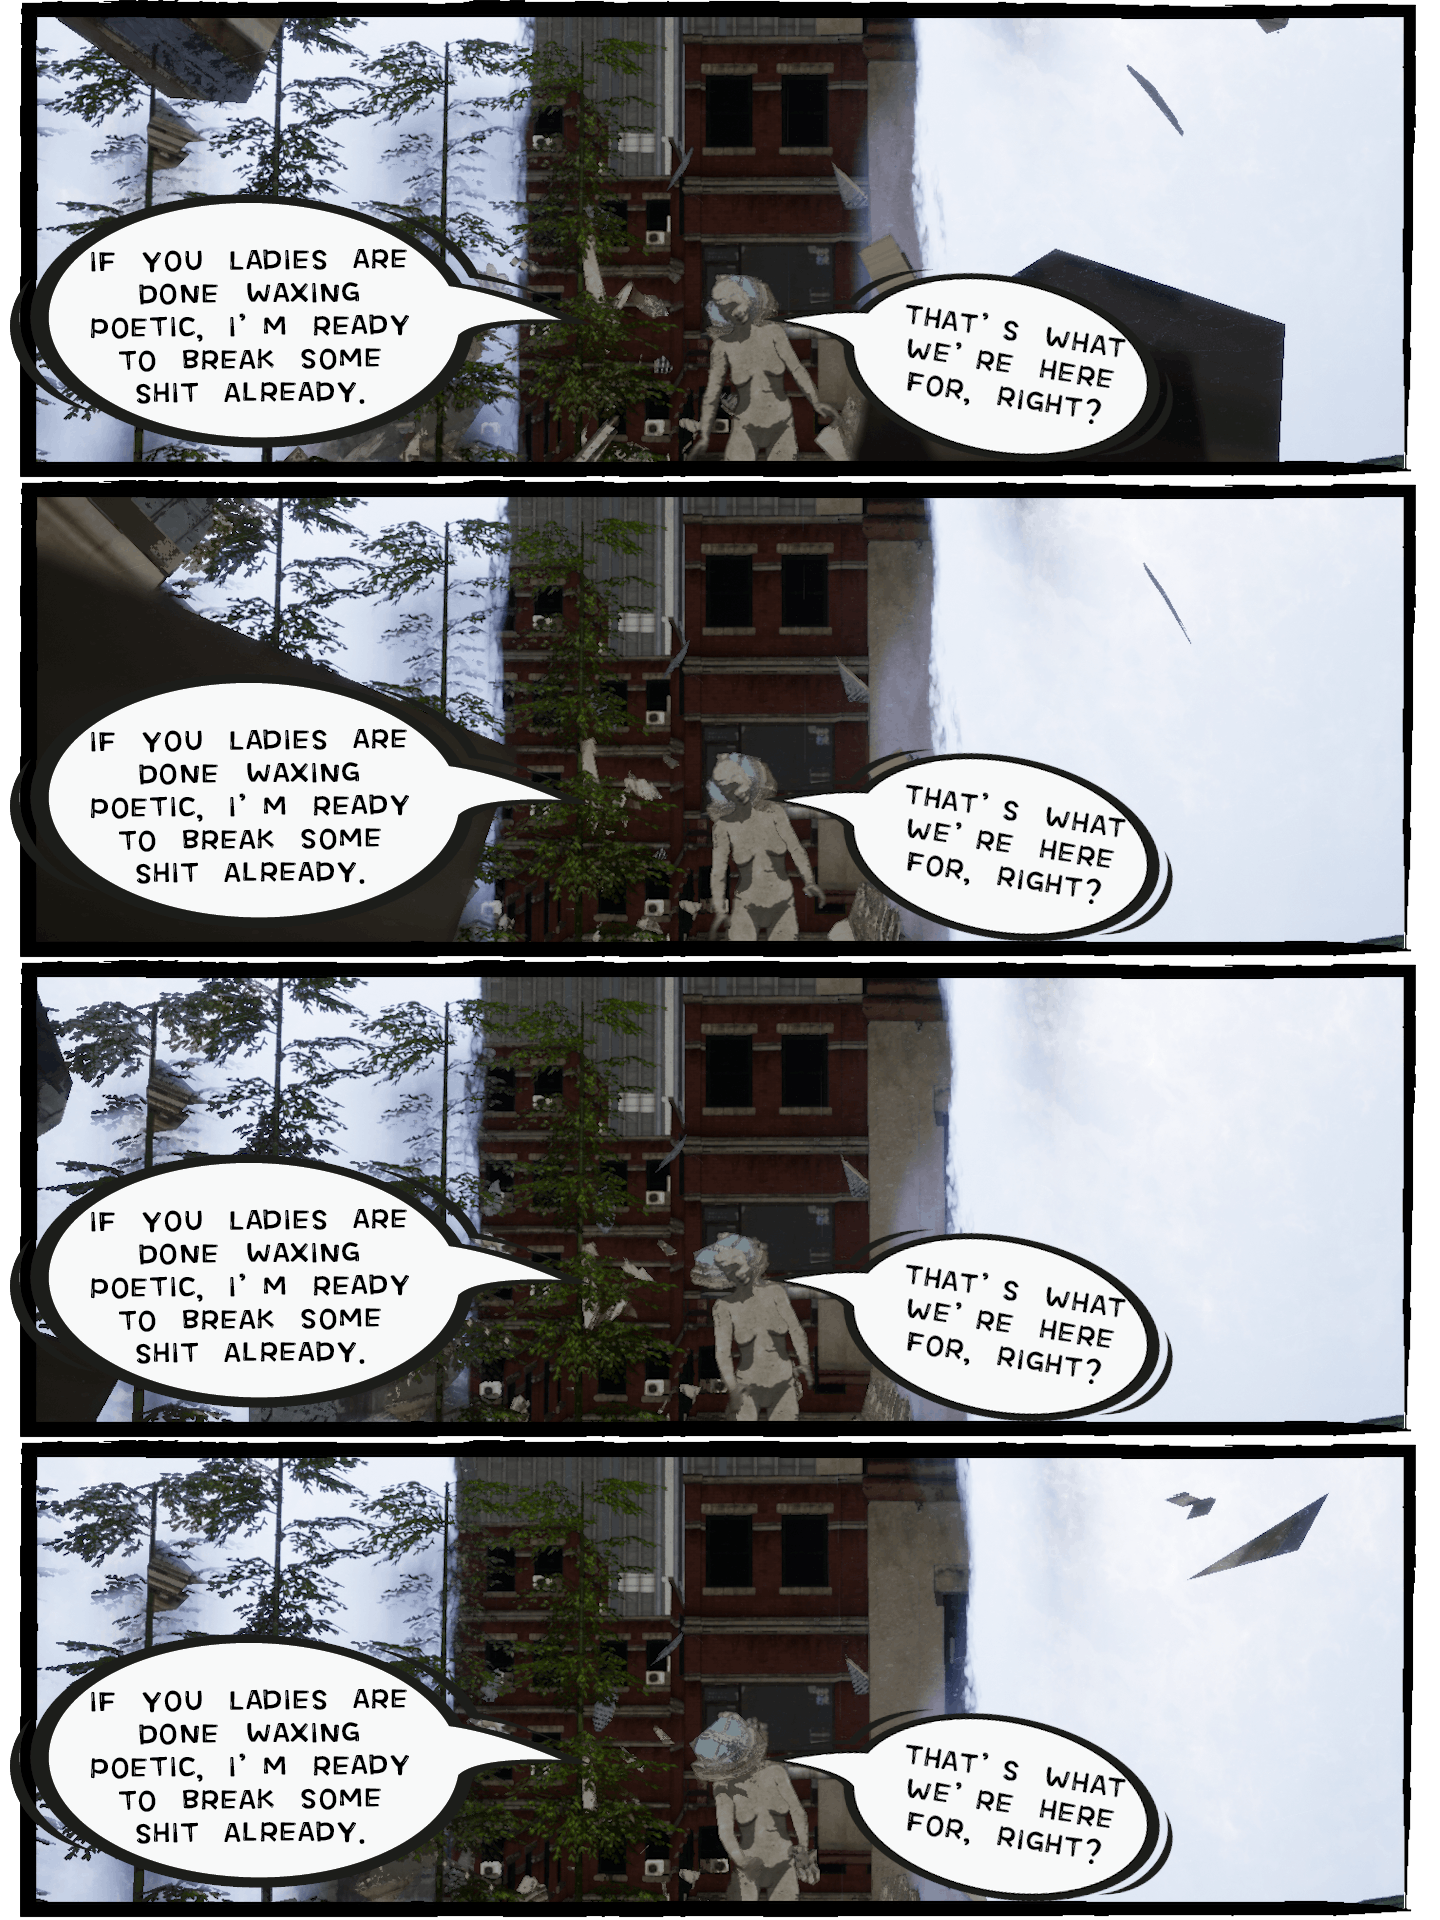 IF YOU LADIES ARE
DONE WAXING
POETIC, I'M READY
TO BREAK SOME
SHIT ALREADY.
THAT'S WHAT
WE'RE HERE
FOR, RIGHT?
IF YOU LADIES ARE
DONE WAXING
POETIC, I'M READY
TO BREAK SOME
SHIT ALREADY.
THAT'S WHAT
WE'RE HERE
FOR, RIGHT?
IF YOU LADIES ARE
DONE WAXING
POETIC, I'M READY
TO BREAK SOME
SHIT ALREADY.
THAT'S WHAT
WE'RE HERE
FOR, RIGHT?
IF YOU LADIES ARE
DONE WAXING
POETIC, I'M READY
TO BREAK SOME
SHIT ALREADY.
THAT'S WHAT
WE'RE HERE
FOR, RIGHT?